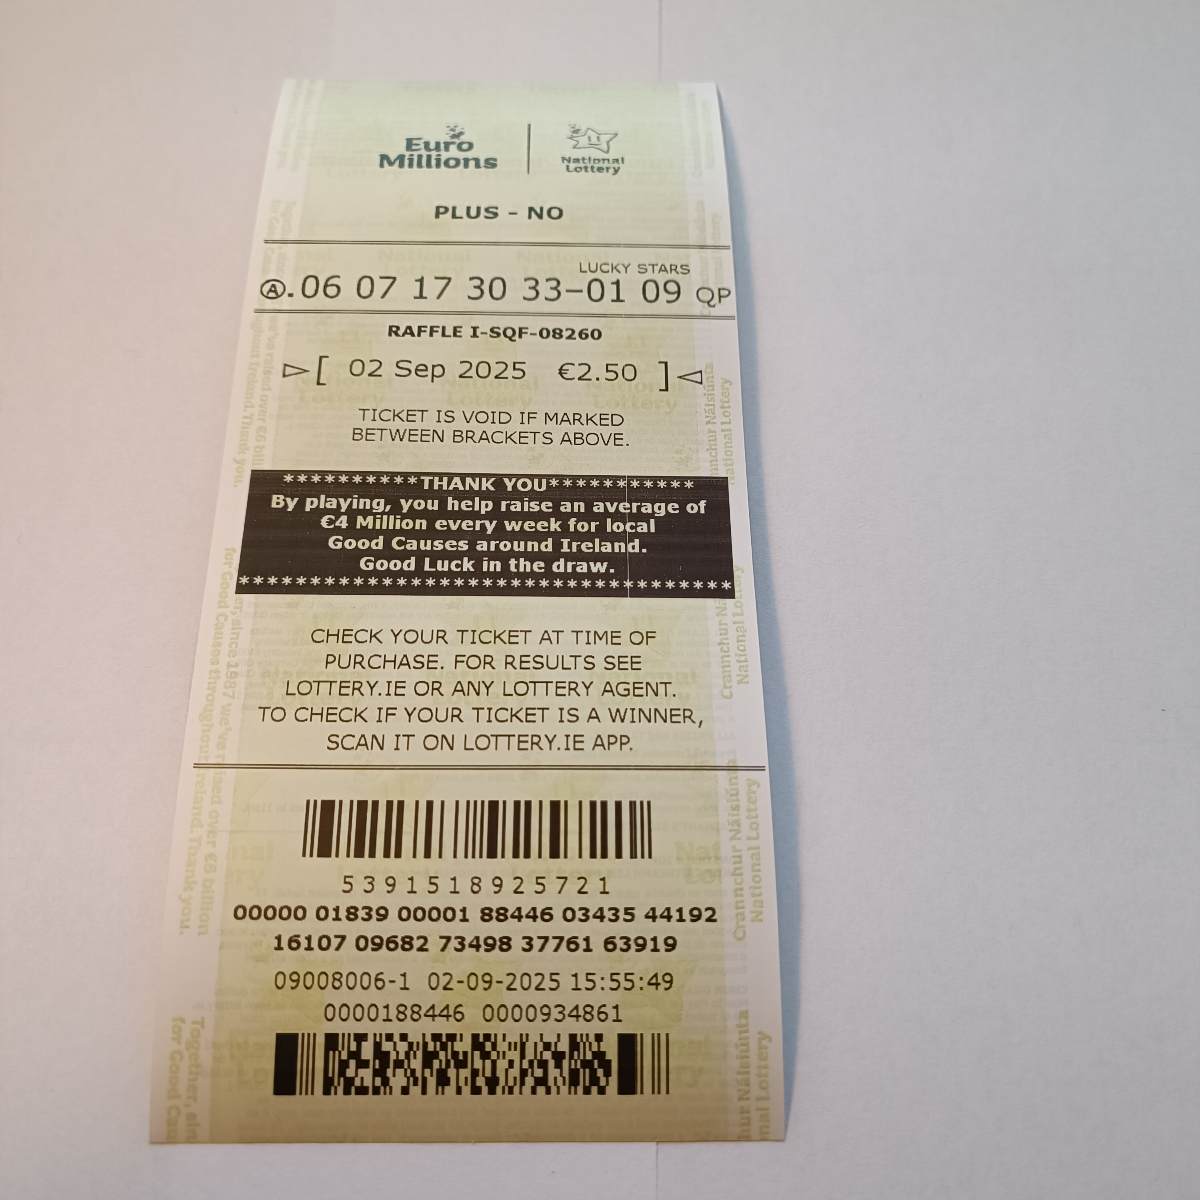 Euro
Millions
National
Lottery
PLUS - NO
LUCKY STARS
Ⓐ.06 07 17 30 33-01 09 QP
RAFFLE I-SQF-08260
[ 02 Sep 2025 €2.50 ]
TICKET IS VOID IF MARKED
BETWEEN BRACKETS ABOVE.
**********THANK YOU***********
By playing, you help raise an average of
€4 Million every week for local
Good Causes around Ireland.
Good Luck in the draw.
***********************************
CHECK YOUR TICKET AT TIME OF
PURCHASE. FOR RESULTS SEE
LOTTERY.IE OR ANY LOTTERY AGENT.
TO CHECK IF YOUR TICKET IS A WINNER,
SCAN IT ON LOTTERY.IE APP.
5391518925721
00000 01839 00001 88446 03435 44192
16107 09682 73498 37761 63919
09008006-1 02-09-2025 15:55:49
0000188446 0000934861
Crannchur Náisiúnta
National Lottery